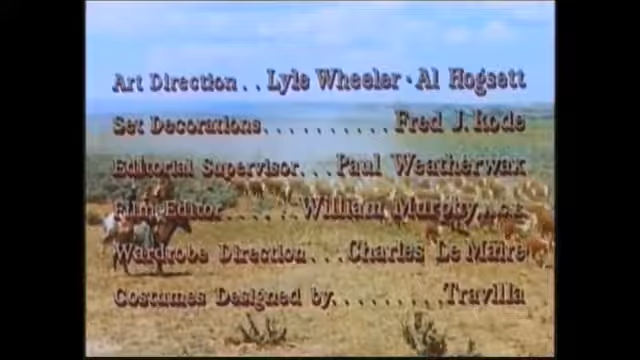 Art Direction . . Lyle Wheeler · Al Hogsett
Set Decorations . . . . . . . . . Fred J. Rode
Editorial Supervisor . . . Paul Weatherwax
Film Editor . . . . . . William Murphy, A.C.E.
Wardrobe Direction . . . Charles Le Maire
Costumes Designed by . . . . . . . . . Travilla